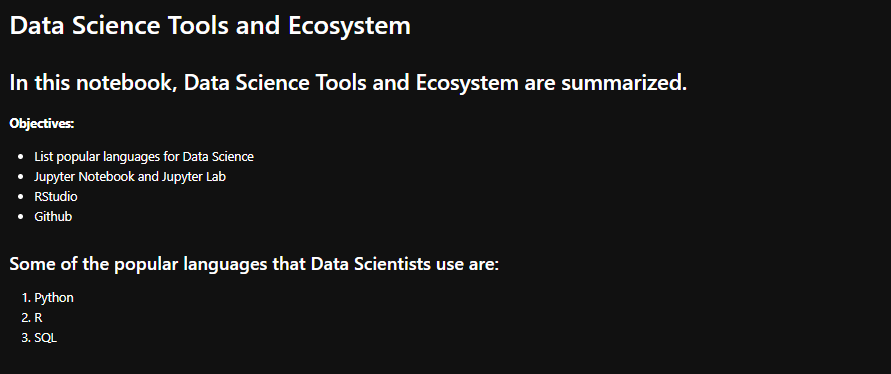 Data Science Tools and Ecosystem
In this notebook, Data Science Tools and Ecosystem are summarized.
Objectives:
• List popular languages for Data Science
• Jupyter Notebook and Jupyter Lab
• RStudio
• Github
Some of the popular languages that Data Scientists use are:
1. Python
2. R
3. SQL